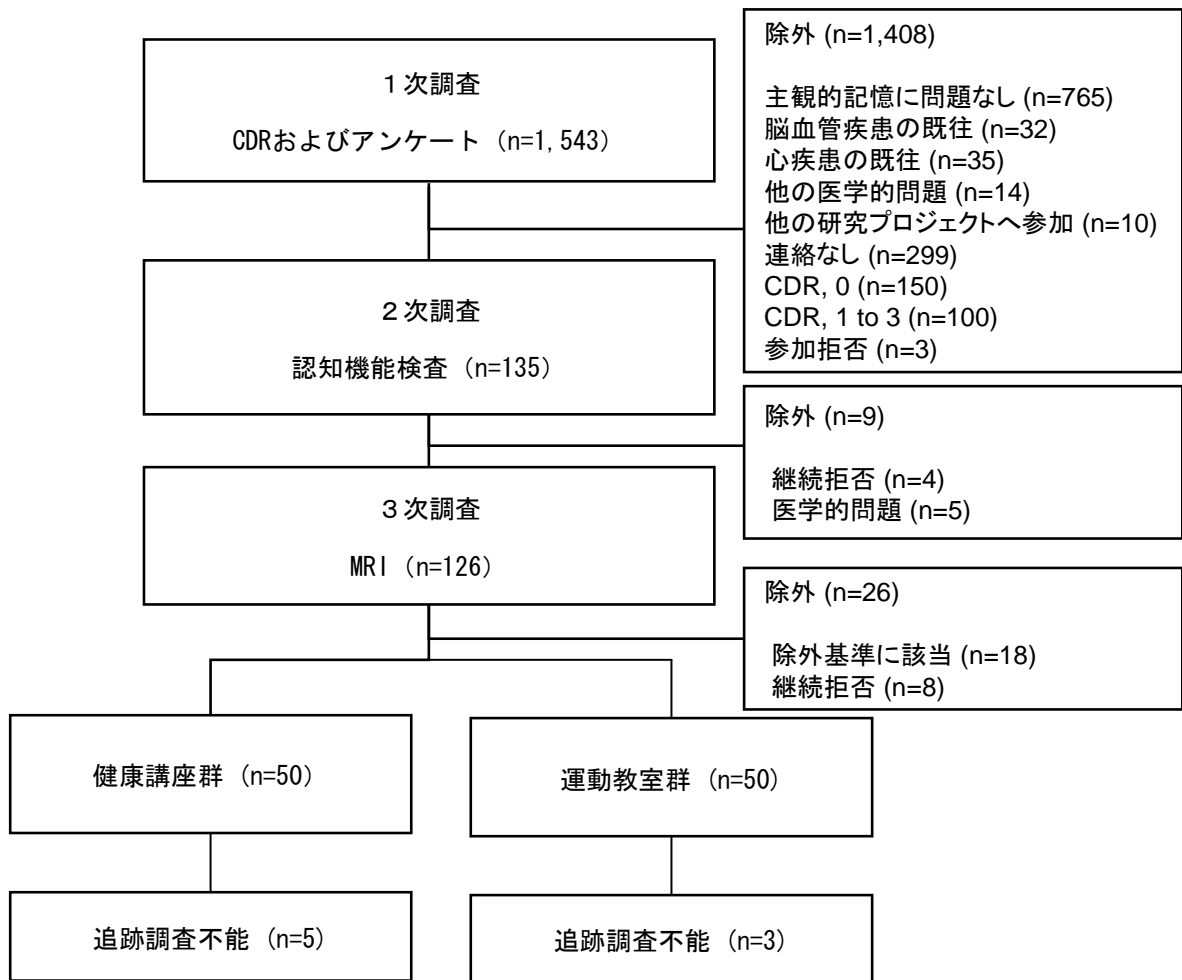 １次調査
CDRおよびアンケート（n=1,543）
除外 (n=1,408)
主観的記憶に問題なし (n=765)
脳血管疾患の既往 (n=32)
心疾患の既往 (n=35)
他の医学的問題 (n=14)
他の研究プロジェクトへ参加 (n=10)
連絡なし (n=299)
CDR, 0 (n=150)
CDR, 1 to 3 (n=100)
参加拒否 (n=3)
２次調査
認知機能検査（n=135）
除外 (n=9)
継続拒否 (n=4)
医学的問題 (n=5)
３次調査
MRI（n=126）
除外 (n=26)
除外基準に該当 (n=18)
継続拒否 (n=8)
健康講座群（n=50）
運動教室群（n=50）
追跡調査不能（n=5）
追跡調査不能（n=3）